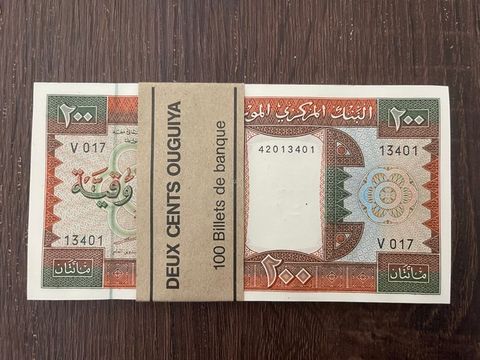 ٢٠٠
البنك المركزي
٢٠٠
V 017
42013401
13401
أوقية
13401
V 017
مائتان
٢٠٠
مائتان
DEUX CENTS OUGUIYA
100 Billets de banque